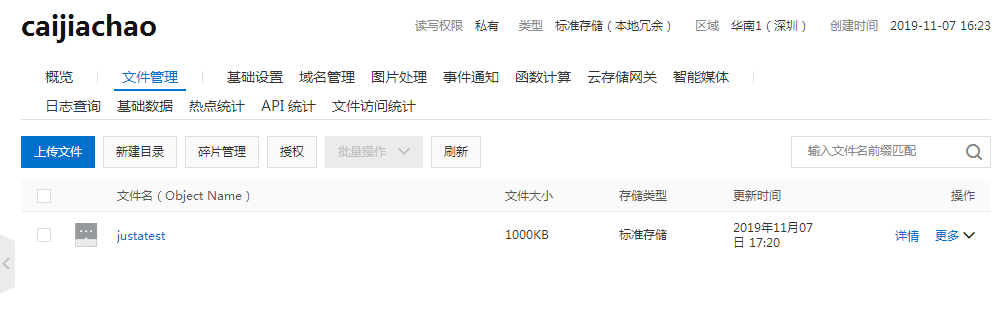 caijiachao 读写权限 私有 类型 标准存储（本地冗余） 区域 华南1（深圳） 创建时间 2019-11-07 16:23
概览 文件管理 基础设置 域名管理 图片处理 事件通知 函数计算 云存储网关 智能媒体
日志查询 基础数据 热点统计 API 统计 文件访问统计
上传文件 新建目录 碎片管理 授权 批量操作 刷新 输入文件名前缀匹配
文件名（Object Name） 文件大小 存储类型 更新时间 操作
justatest 1000KB 标准存储 2019年11月07
日 17:20 详情 更多